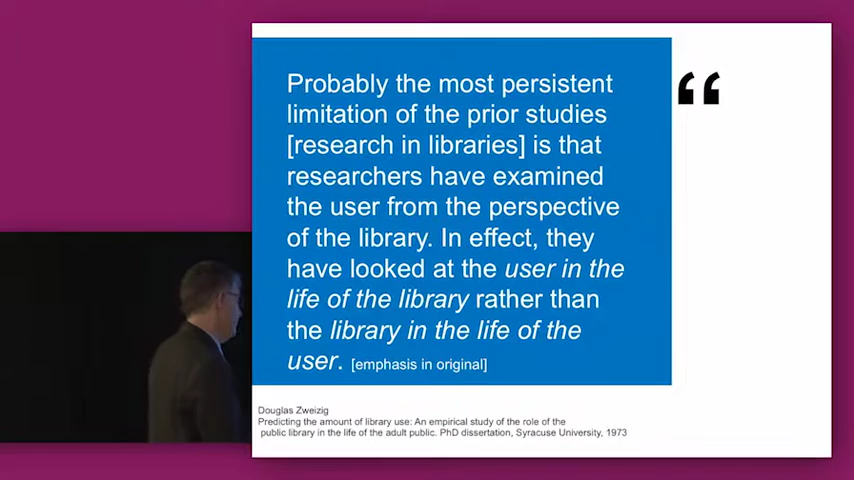 Probably the most persistent
limitation of the prior studies
[research in libraries] is that
researchers have examined
the user from the perspective
of the library. In effect, they
have looked at the user in the
life of the library rather than
the library in the life of the
user. [emphasis in original]
“
Douglas Zweizig
Predicting the amount of library use: An empirical study of the role of the
public library in the life of the adult public. PhD dissertation, Syracuse University, 1973